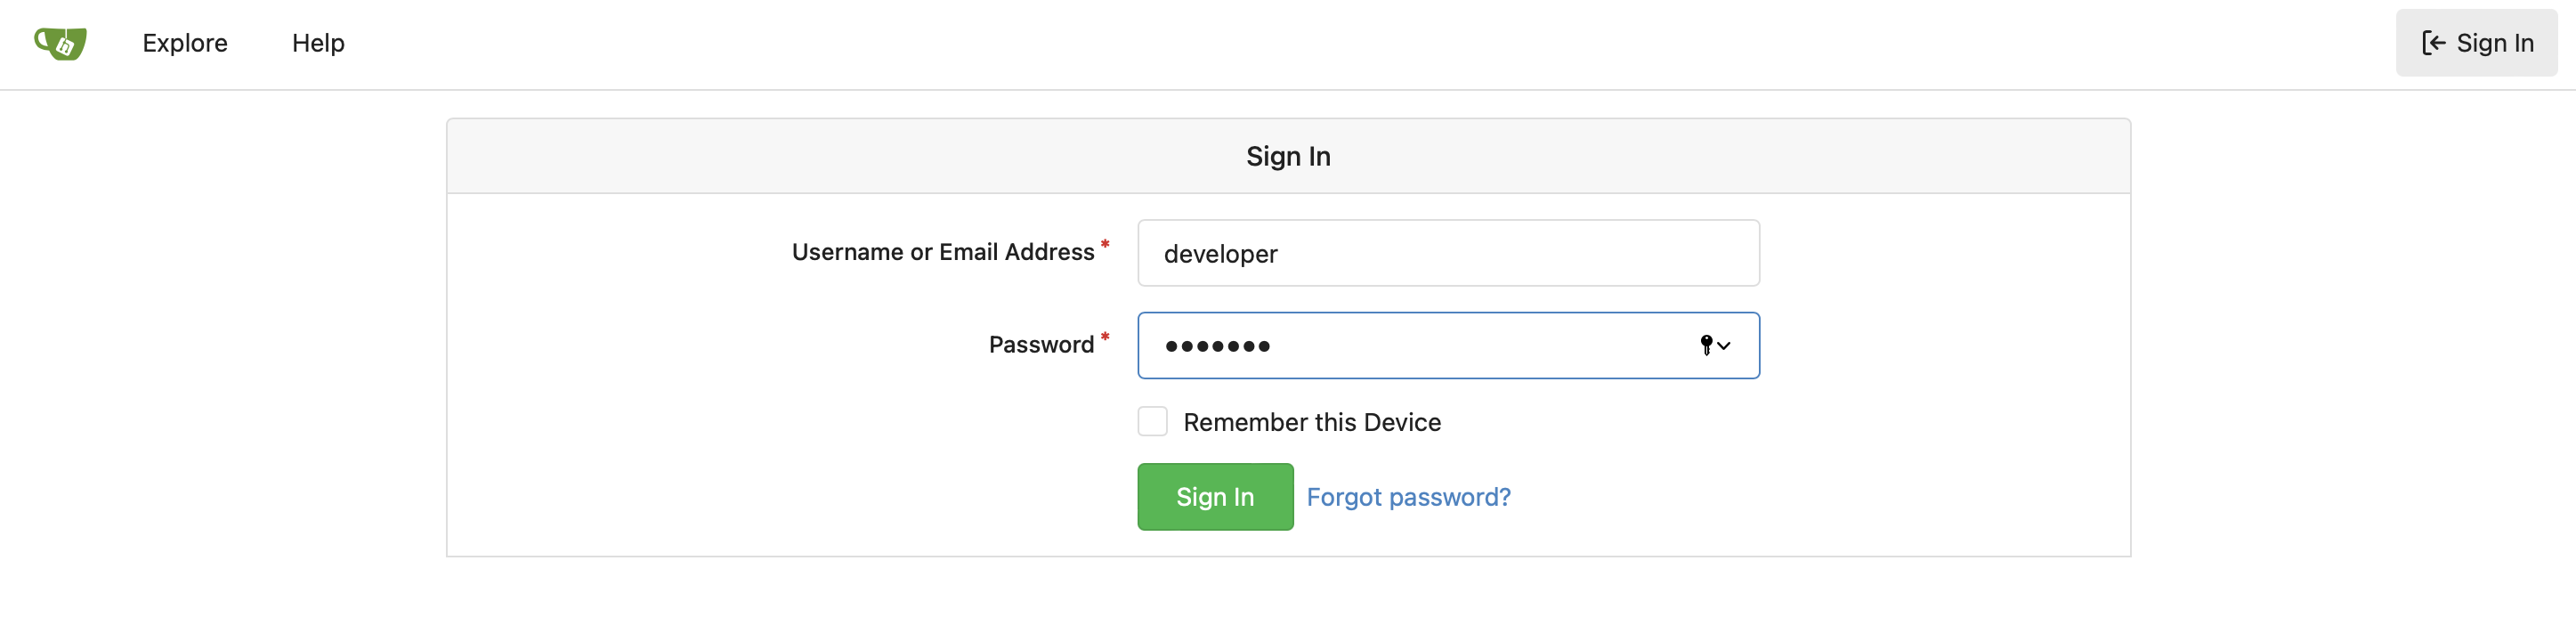 Explore Help Sign In
Sign In
Username or Email Address *
developer
Password *
•••••••
Remember this Device
Sign In Forgot password?